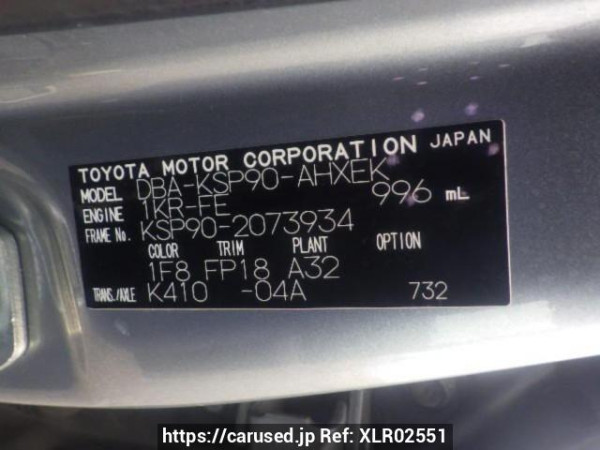 TOYOTA MOTOR CORPORATION JAPAN
MODEL DBA-KSP90-AHXEK
ENGINE 1KR-FE 996 mL
FRAME No. KSP90-2073934
COLOR TRIM PLANT OPTION
1F8 FP18 A32
TRANS./AXLE K410 -04A 732
https://carused.jp Ref: XLR02551